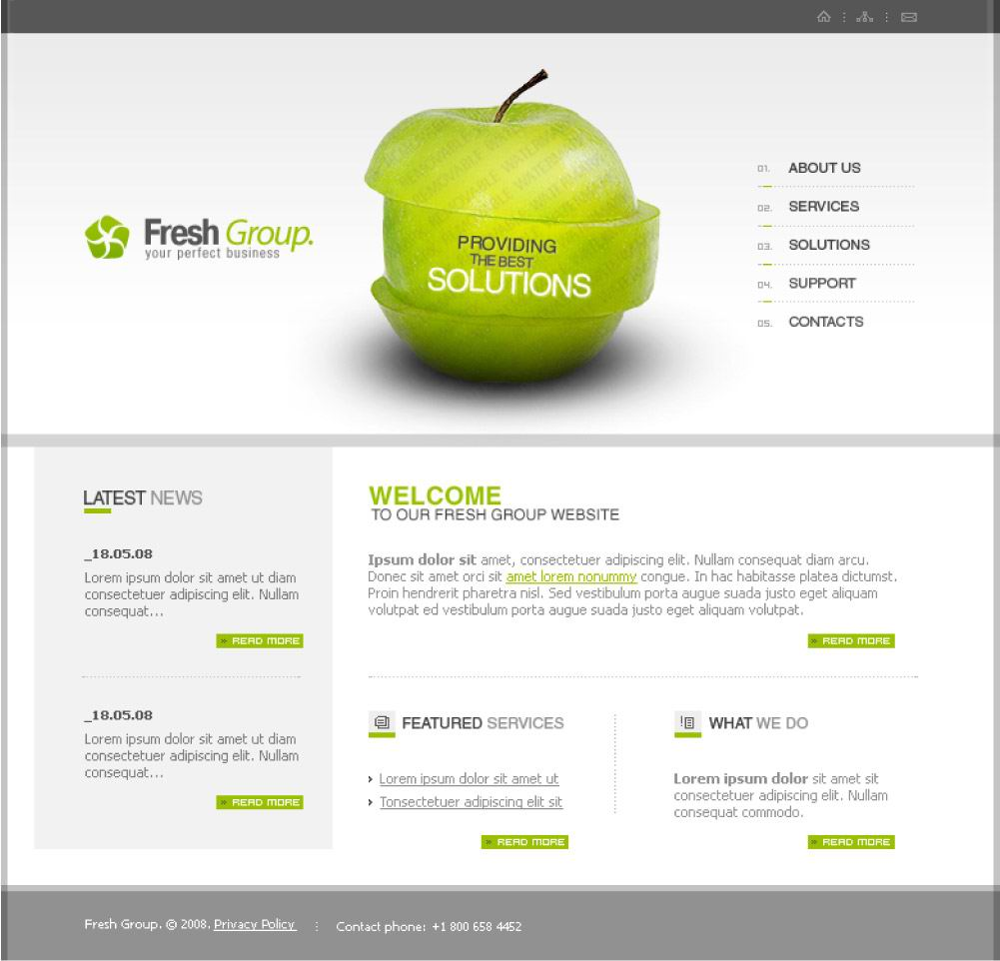 Fresh Group.
your perfect business
PROVIDING
THE BEST
SOLUTIONS
01. ABOUT US
02. SERVICES
03. SOLUTIONS
04. SUPPORT
05. CONTACTS
LATEST NEWS
_18.05.08
Lorem ipsum dolor sit amet ut diam
consectetuer adipiscing elit. Nullam
consequat...
» READ MORE
_18.05.08
Lorem ipsum dolor sit amet ut diam
consectetuer adipiscing elit. Nullam
consequat...
» READ MORE
WELCOME
TO OUR FRESH GROUP WEBSITE
Ipsum dolor sit amet, consectetuer adipiscing elit. Nullam consequat diam arcu.
Donec sit amet orci sit amet lorem nonummy congue. In hac habitasse platea dictumst.
Proin hendrerit pharetra nisl. Sed vestibulum porta augue suada justo eget aliquam
volutpat ed vestibulum porta augue suada justo eget aliquam volutpat.
» READ MORE
FEATURED SERVICES
Lorem ipsum dolor sit amet ut
Tonsectetuer adipiscing elit sit
» READ MORE
WHAT WE DO
Lorem ipsum dolor sit amet sit
consectetuer adipiscing elit. Nullam
consequat commodo.
» READ MORE
Fresh Group. © 2008. Privacy Policy
Contact phone: +1 800 658 4452